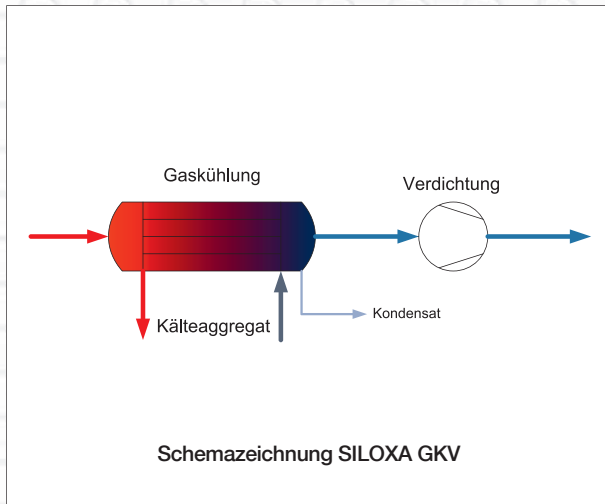 Gaskühlung
Verdichtung
Kälteaggregat
Kondensat
Schemazeichnung SILOXA GKV